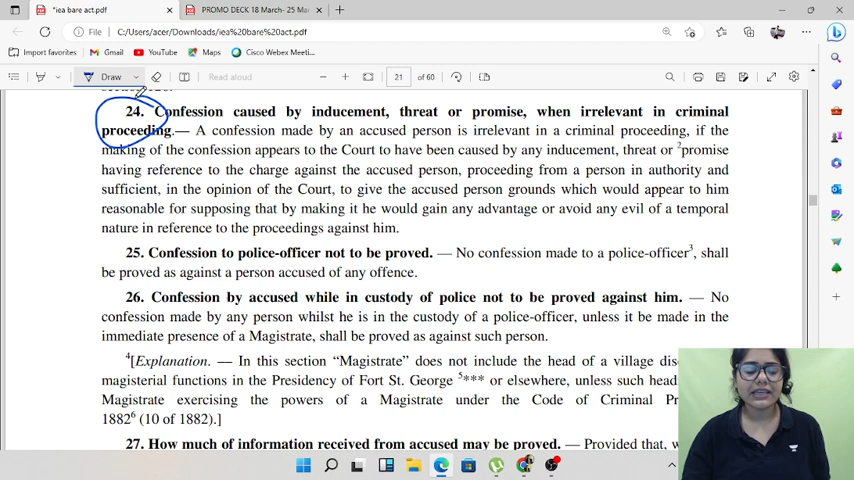 *iea bare act.pdf
PROMO DECK 18 March- 25 Mar
File
C:/Users/acer/Downloads/iea%20bare%20act.pdf
Import favorites
Gmail
YouTube
Maps
Cisco Webex Meeti...
Draw
Read aloud
21
of 60
24. Confession caused by inducement, threat or promise, when irrelevant in criminal
proceeding.— A confession made by an accused person is irrelevant in a criminal proceeding, if the
making of the confession appears to the Court to have been caused by any inducement, threat or 2promise
having reference to the charge against the accused person, proceeding from a person in authority and
sufficient, in the opinion of the Court, to give the accused person grounds which would appear to him
reasonable for supposing that by making it he would gain any advantage or avoid any evil of a temporal
nature in reference to the proceedings against him.
25. Confession to police-officer not to be proved. — No confession made to a police-officer3, shall
be proved as against a person accused of any offence.
26. Confession by accused while in custody of police not to be proved against him. — No
confession made by any person whilst he is in the custody of a police-officer, unless it be made in the
immediate presence of a Magistrate, shall be proved as against such person.
4[Explanation. — In this section “Magistrate” does not include the head of a village
magisterial functions in the Presidency of Fort St. George 5*** or elsewhere, unless such
Magistrate exercising the powers of a Magistrate under the Code of Criminal
18826 (10 of 1882).]
27. How much of information received from accused may be proved. — Provided that,